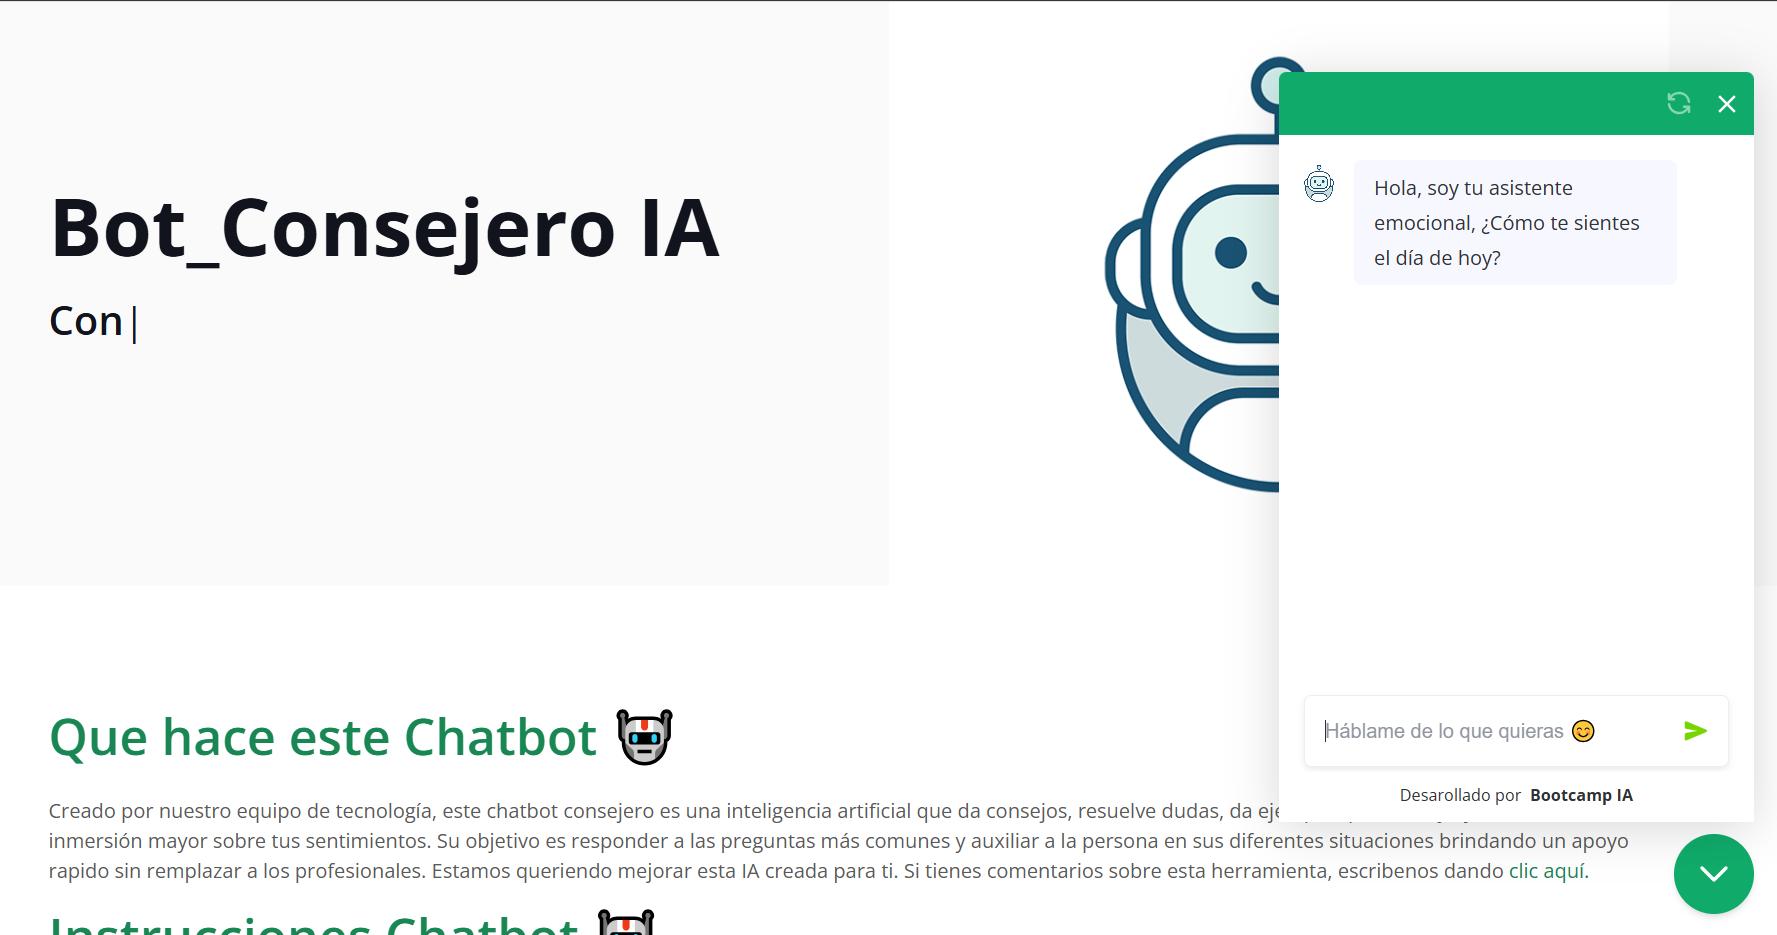 Bot_Consejero IA
Con|
Hola, soy tu asistente
emocional, ¿Cómo te sientes
el día de hoy?
Háblame de lo que quieras 😊
Desarollado por Bootcamp IA
Que hace este Chatbot
Creado por nuestro equipo de tecnología, este chatbot consejero es una inteligencia artificial que da consejos, resuelve dudas, da
inmersión mayor sobre tus sentimientos. Su objetivo es responder a las preguntas más comunes y auxiliar a la persona en sus diferentes situaciones brindando un apoyo
rapido sin remplazar a los profesionales. Estamos queriendo mejorar esta IA creada para ti. Si tienes comentarios sobre esta herramienta, escribenos dando clic aquí.
Instrucciones Chatbot